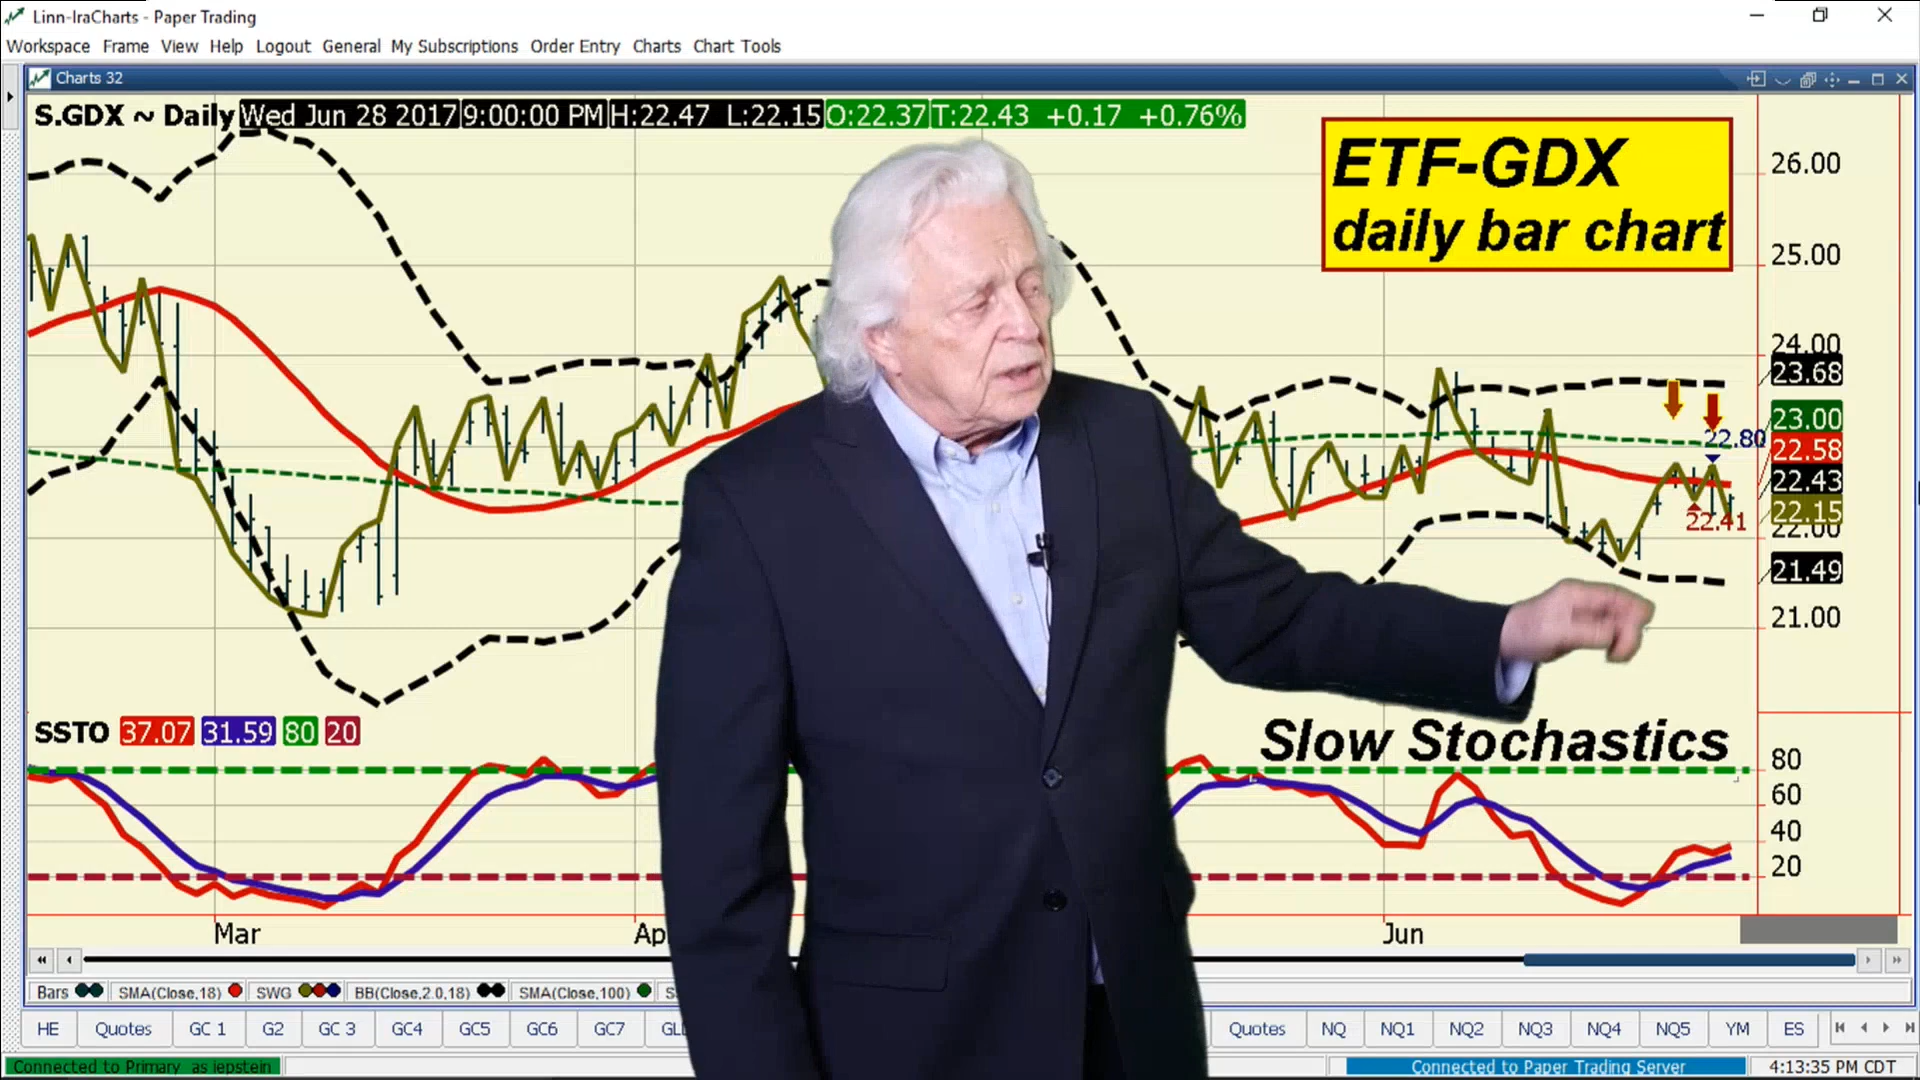 Linn-IraCharts - Paper Trading
Workspace Frame View Help Logout General My Subscriptions Order Entry Charts Chart Tools
Charts 32
S.GDX ~ Daily Wed Jun 28 2017 9:00:00 PM H:22.47 L:22.15 O:22.37 T:22.43 +0.17 +0.76%
ETF-GDX
daily bar chart
26.00
25.00
24.00
23.68
23.00
22.80
22.58
22.43
22.15
22.41
22.00
21.49
21.00
SSTO 37.07 31.59 80 20
Slow Stochastics
80
60
40
20
Mar
Ap
Jun
Bars SMA(Close,18) SWG BB(Close,2.0,18) SMA(Close,100)
HE Quotes GC 1 G2 GC 3 GC4 GC5 GC6 GC7 Quotes NQ NQ1 NQ2 NQ3 NQ4 NQ5 YM ES
Connected to Primary as iepstein Connected to Paper Trading Server 4:13:35 PM CDT